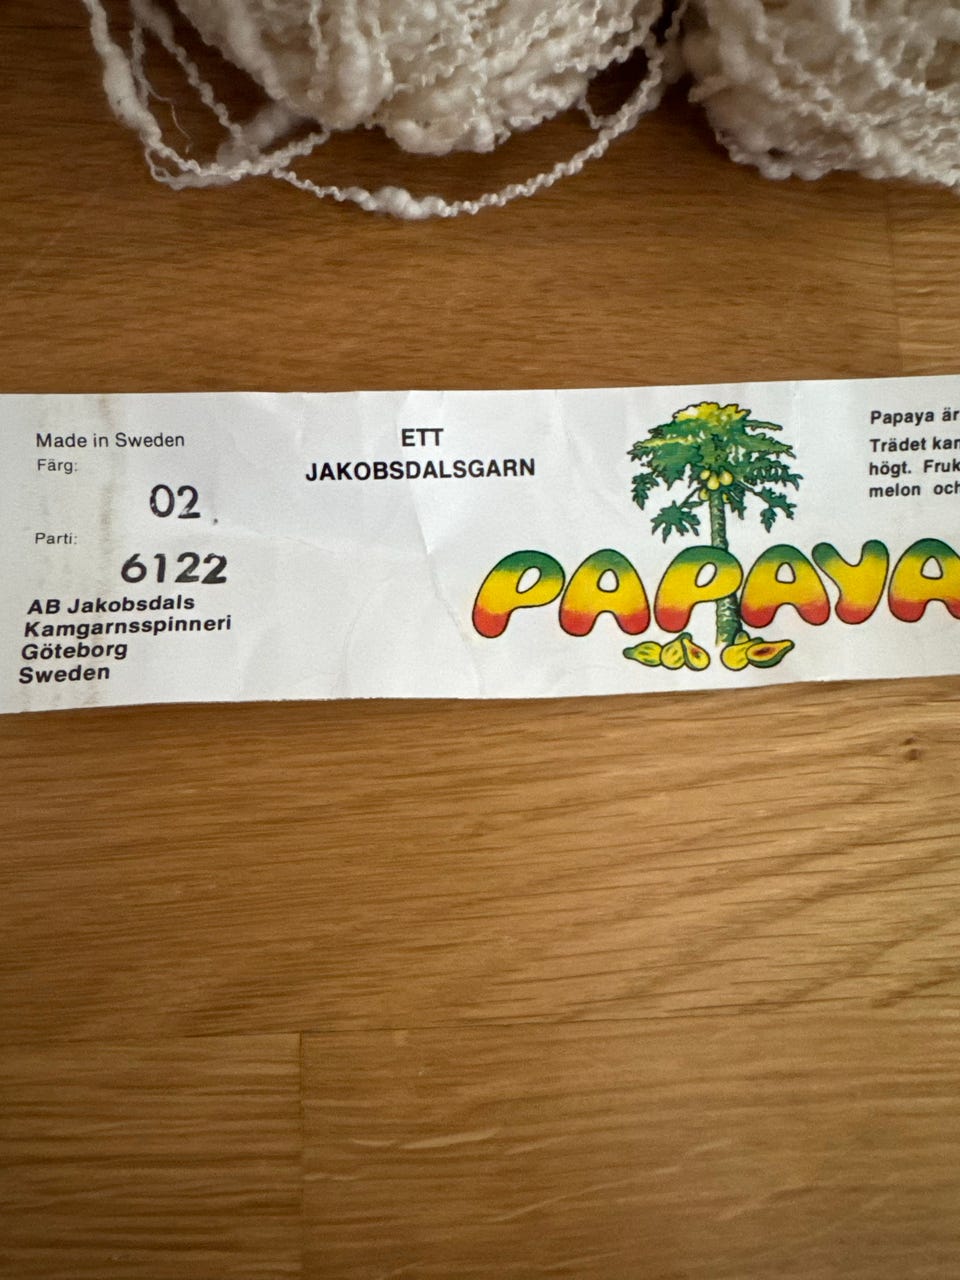 Made in Sweden
Färg:
02
Parti:
6122
AB Jakobsdals
Kamgarnsspinneri
Göteborg
Sweden
ETT
JAKOBSDALSGARN
PAPAYA
Papaya är
Trädet kan
högt. Fruk
melon och